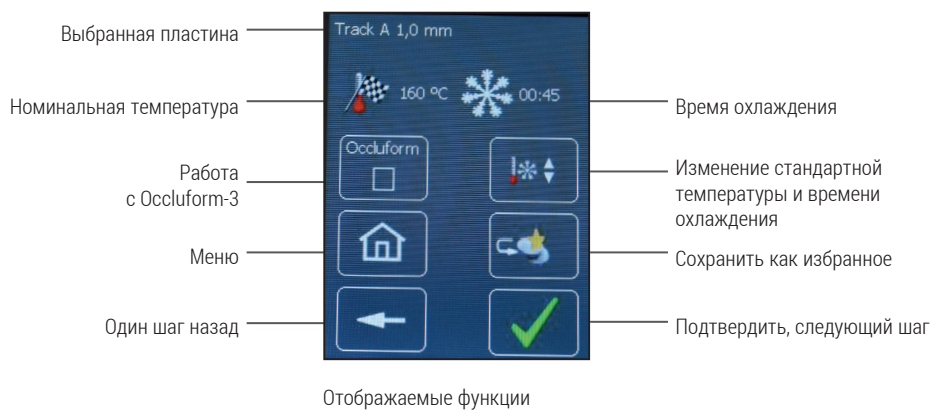 Выбранная пластина
Track A 1,0 mm
Номинальная температура
160 ºC
00:45
Время охлаждения
Работа
с Occluform-3
Occluform
Изменение стандартной
температуры и времени
охлаждения
Меню
Сохранить как избранное
Один шаг назад
Подтвердить, следующий шаг
Отображаемые функции